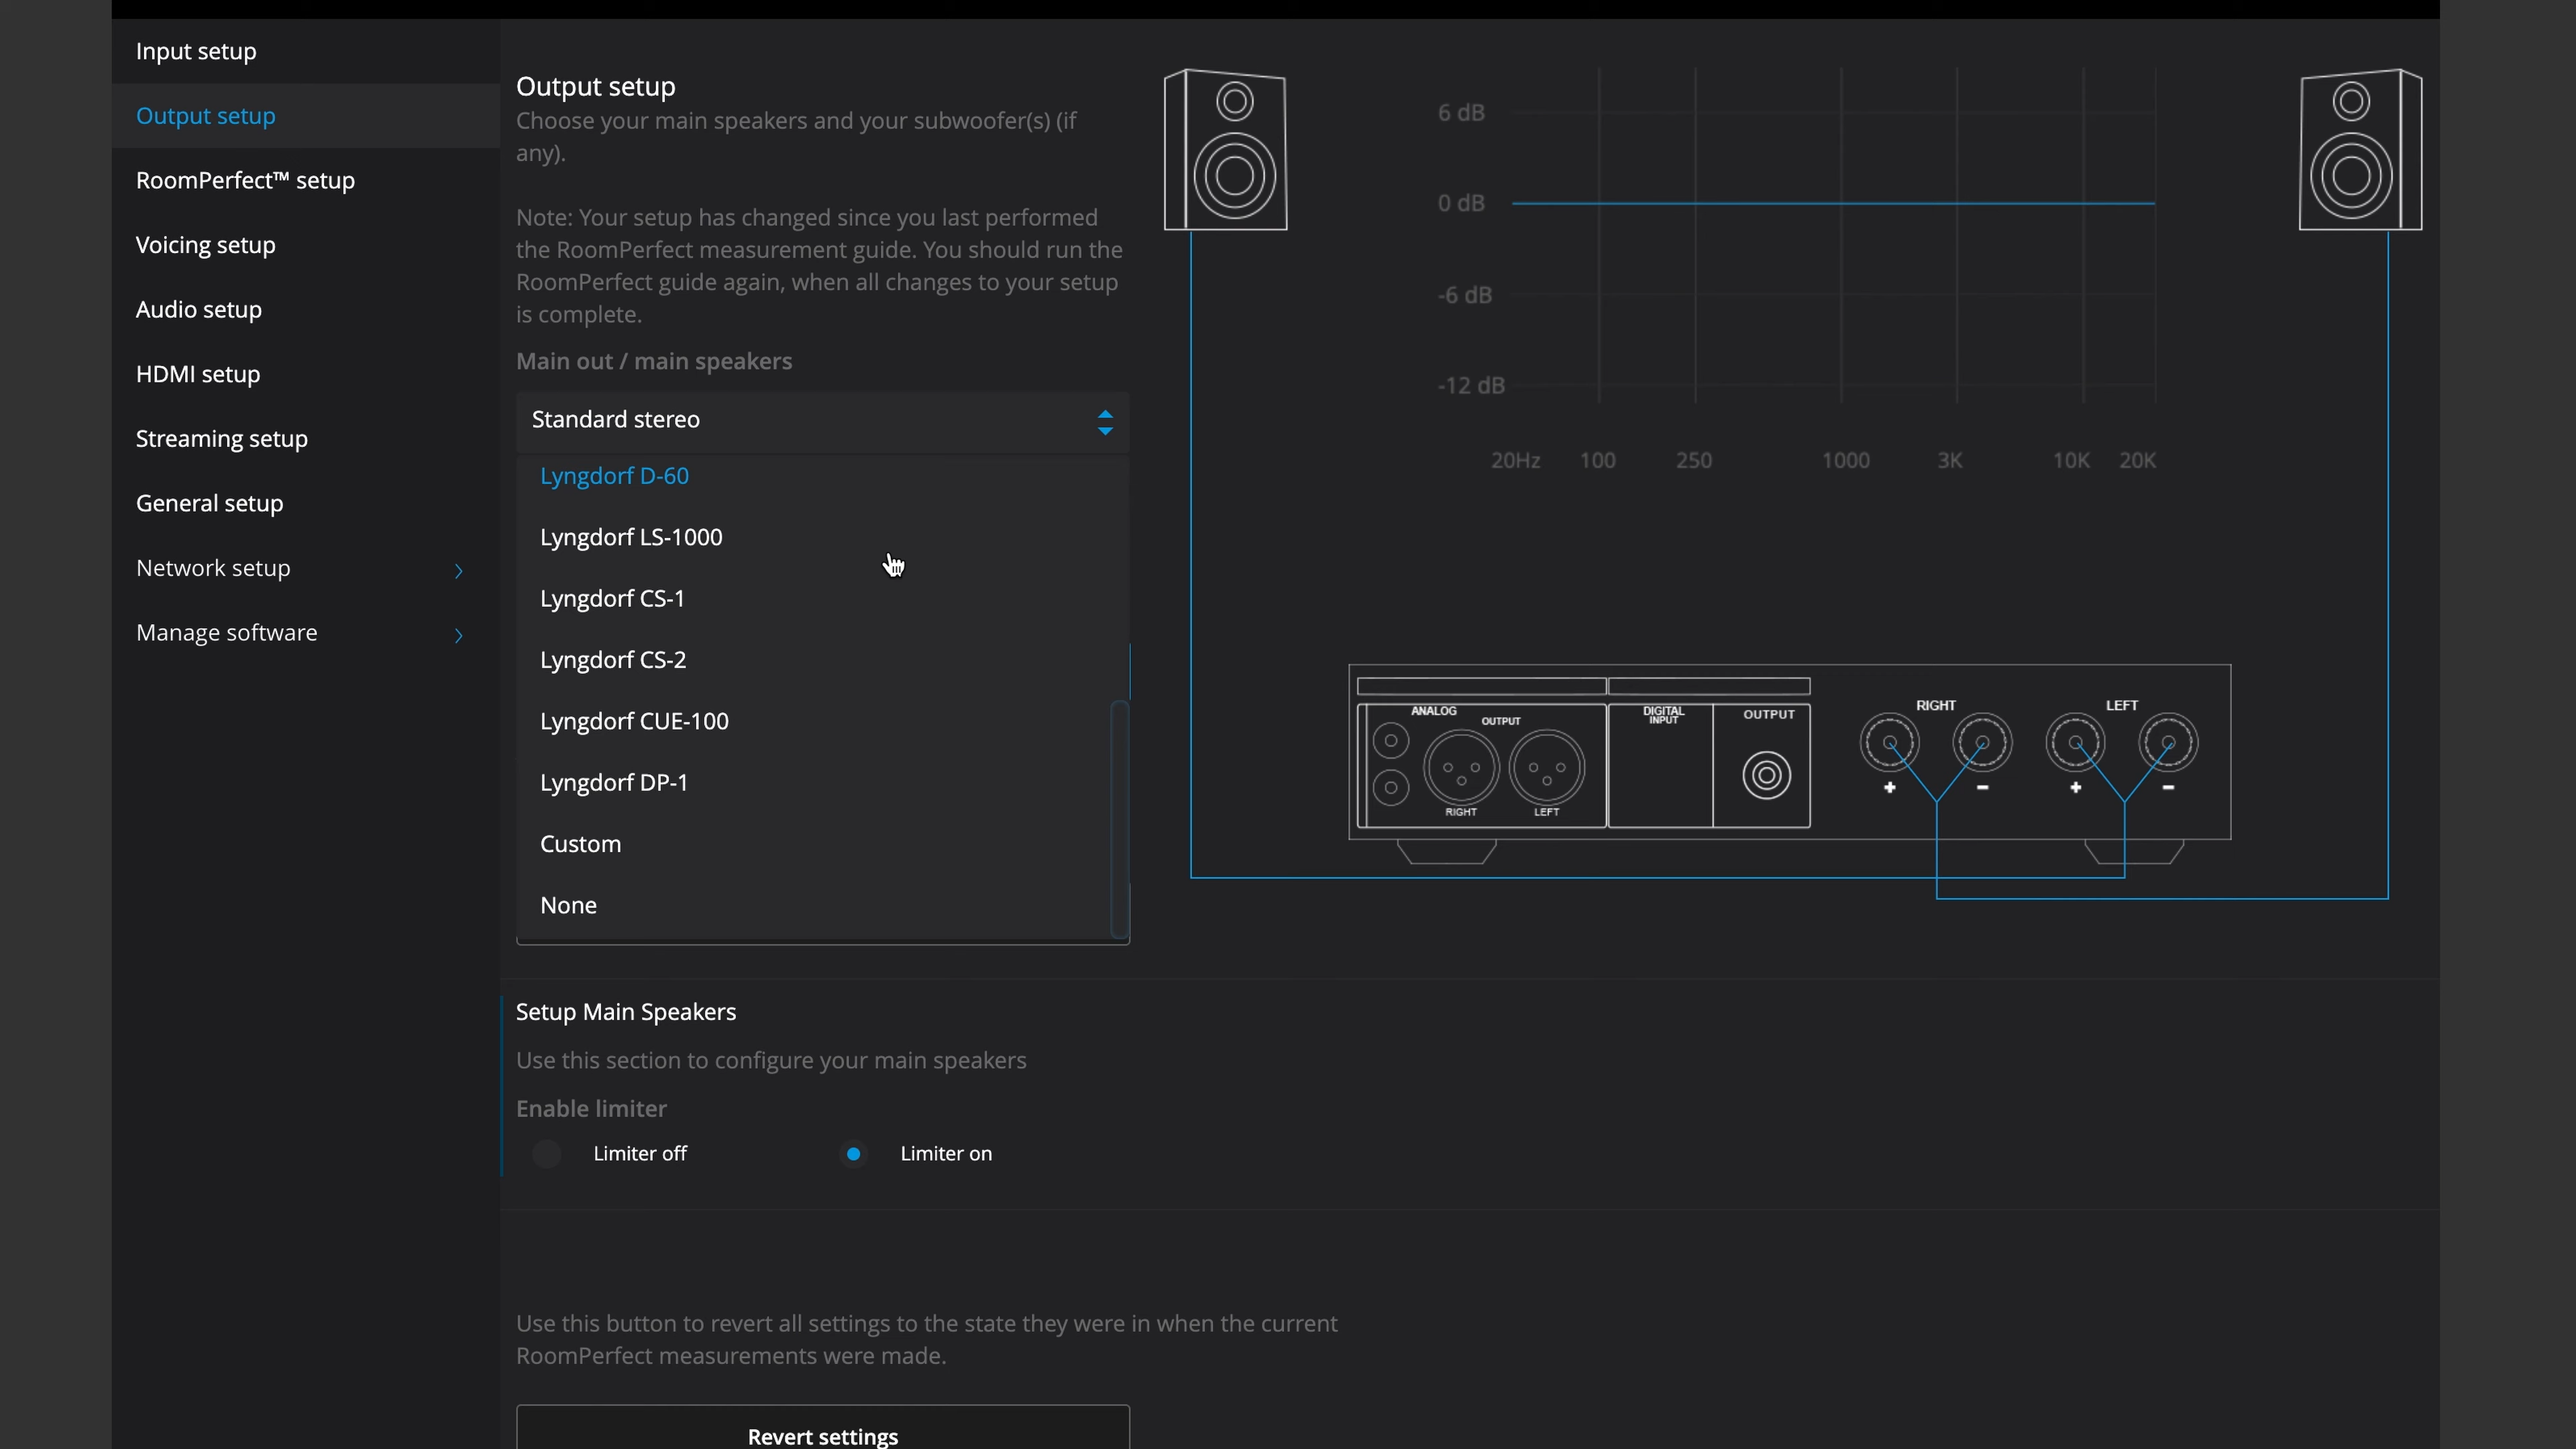 Input setup
Output setup
RoomPerfect™ setup
Voicing setup
Audio setup
HDMI setup
Streaming setup
General setup
Network setup
Manage software
Output setup
Choose your main speakers and your subwoofer(s) (if
any).
Note: Your setup has changed since you last performed
the RoomPerfect measurement guide. You should run the
RoomPerfect guide again, when all changes to your setup
is complete.
Main out / main speakers
Standard stereo
Lyngdorf D-60
Lyngdorf LS-1000
Lyngdorf CS-1
Lyngdorf CS-2
Lyngdorf CUE-100
Lyngdorf DP-1
Custom
None
6 dB
0 dB
-6 dB
-12 dB
20Hz 100 250 1000 3K 10K 20K
ANALOG
OUTPUT
RIGHT LEFT
DIGITAL
INPUT
OUTPUT
RIGHT LEFT
+ - + -
Setup Main Speakers
Use this section to configure your main speakers
Enable limiter
Limiter off Limiter on
Use this button to revert all settings to the state they were in when the current
RoomPerfect measurements were made.
Revert settings